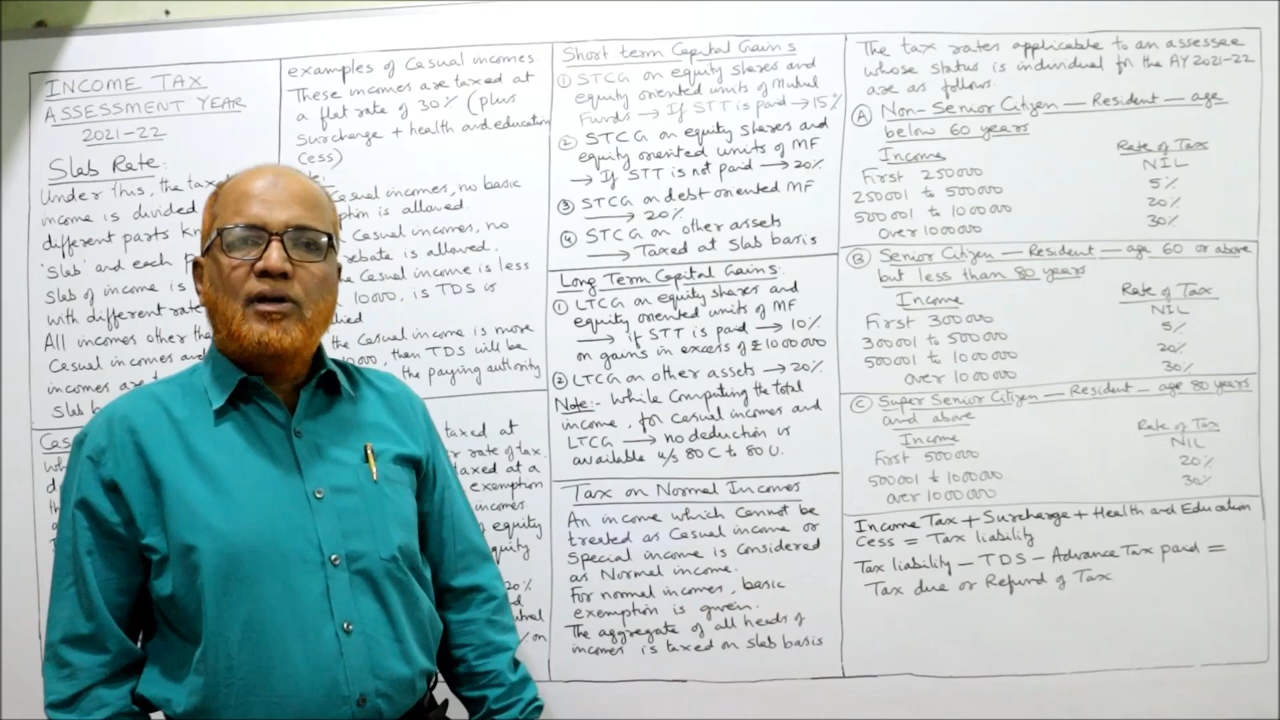 INCOME TAX
ASSESSMENT YEAR
2021-22
Slab Rate:
Under this, the tax
income is divided
different parts
'Slab' and each
Slab of income is
with different rate
All incomes other
Casual incomes and
incomes are
Slab
examples of Casual incomes.
These incomes are taxed at
a flat rate of 30% (plus
surcharge + health and education
cess)
Casual incomes, no basic
is allowed.
Casual incomes, no
rebate is allowed.
Casual income is less
10000, is TDS is
the Casual income is more
10000, then TDS will be
the paying authority
taxed at
rate of tax.
taxed at a
exemption
incomes
equity
20%
on
Short term Capital Gains
① STCG on equity shares and
equity oriented units of Mutual
Funds → If STT is paid → 15%
② STCG on equity shares and
equity oriented units of MF
→ If STT is not paid → 20%
③ STCG on debt oriented MF
→ 20%
④ STCG on other assets
→ Taxed at slab basis
Long Term Capital Gains:
① LTCG on equity shares and
equity oriented units of MF
→ if STT is paid → 10%
on gains in excess of ₹1000000
② LTCG on other assets → 20%
Note:- While Computing the total
income, for casual incomes and
LTCG → no deduction is
available u/s 80C to 80U.
Tax on Normal Incomes
An income which cannot be
treated as Casual income or
Special income is considered
as Normal income.
For normal incomes, basic
exemption is given.
The aggregate of all heads of
incomes is taxed on slab basis
The tax rates applicable to an assessee
whose status is individual for the AY 2021-22
are as follows.
Ⓐ Non-Senior Citizen — Resident — age
below 60 years
Income Rate of Tax
First 250000 NIL
250001 to 500000 5%
500001 to 1000000 20%
Over 1000000 30%
Ⓑ Senior Citizen — Resident — age 60 or above
but less than 80 years
Income Rate of Tax
First 300000 NIL
300001 to 500000 5%
500001 to 1000000 20%
over 1000000 30%
Ⓒ Super Senior Citizen — Resident — age 80 years
and above
Income Rate of Tax
First 500000 NIL
500001 to 1000000 20%
over 1000000 30%
Income Tax + Surcharge + Health and Education
Cess = Tax liability
Tax liability — TDS — Advance Tax paid =
Tax due or Refund of Tax